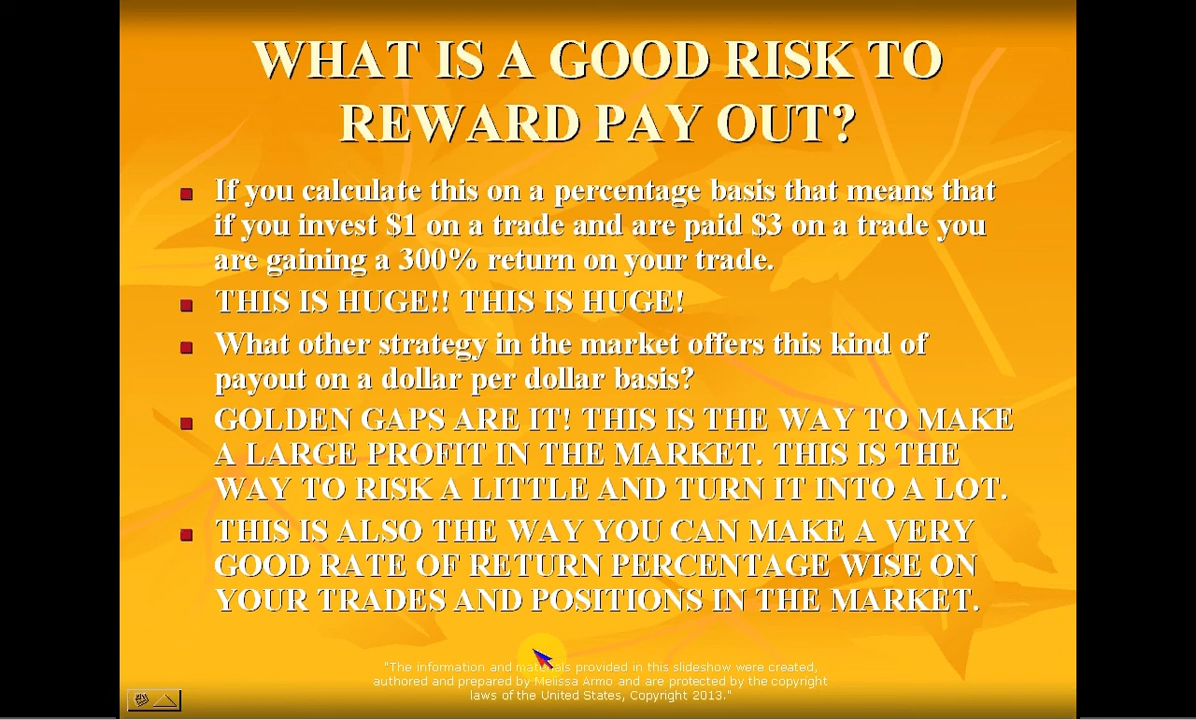 WHAT IS A GOOD RISK TO
REWARD PAY OUT?
If you calculate this on a percentage basis that means that
if you invest $1 on a trade and are paid $3 on a trade you
are gaining a 300% return on your trade.
THIS IS HUGE!! THIS IS HUGE!
What other strategy in the market offers this kind of
payout on a dollar per dollar basis?
GOLDEN GAPS ARE IT! THIS IS THE WAY TO MAKE
A LARGE PROFIT IN THE MARKET. THIS IS THE
WAY TO RISK A LITTLE AND TURN IT INTO A LOT.
THIS IS ALSO THE WAY YOU CAN MAKE A VERY
GOOD RATE OF RETURN PERCENTAGE WISE ON
YOUR TRADES AND POSITIONS IN THE MARKET.
"The information and materials provided in this slideshow were created,
authored and prepared by Melissa Armo and are protected by the copyright
laws of the United States, Copyright 2013."